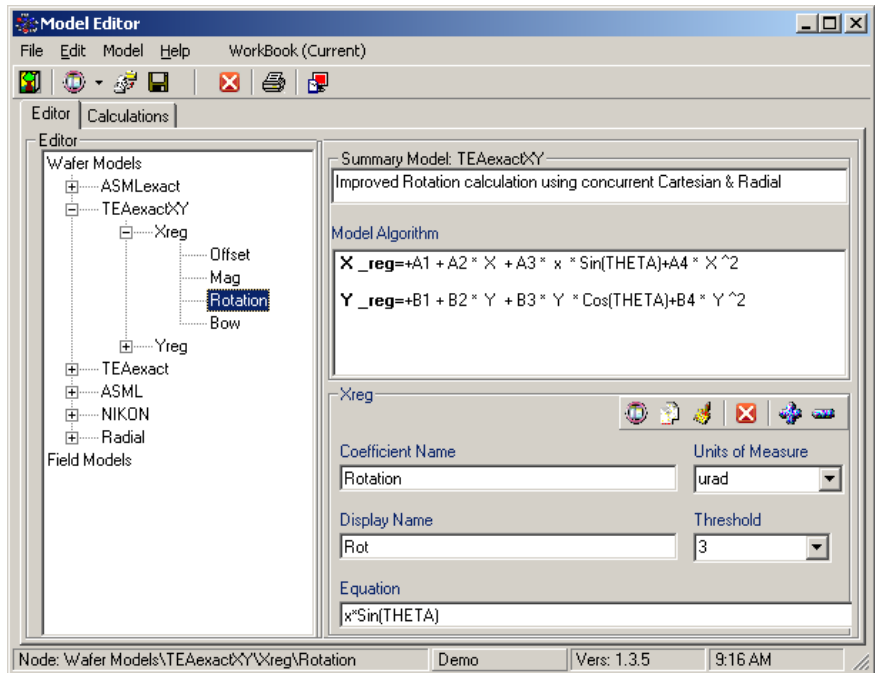 Model Editor
File Edit Model Help WorkBook (Current)
Editor Calculations
Editor
Wafer Models
ASMLexact
TEAexactXY
Xreg
Offset
Mag
Rotation
Bow
Yreg
TEAexact
ASML
NIKON
Radial
Field Models
Summary Model: TEAexactXY
Improved Rotation calculation using concurrent Cartesian & Radial
Model Algorithm
X _reg=+A1 + A2 * X + A3 * x * Sin(THETA)+A4 * X ^2
Y _reg=+B1 + B2 * Y + B3 * Y * Cos(THETA)+B4 * Y ^2
Xreg
Coefficient Name Units of Measure
Rotation urad
Display Name Threshold
Rot 3
Equation
x*Sin(THETA)
Node: Wafer Models\TEAexactXY\Xreg\Rotation Demo Vers: 1.3.5 9:16 AM